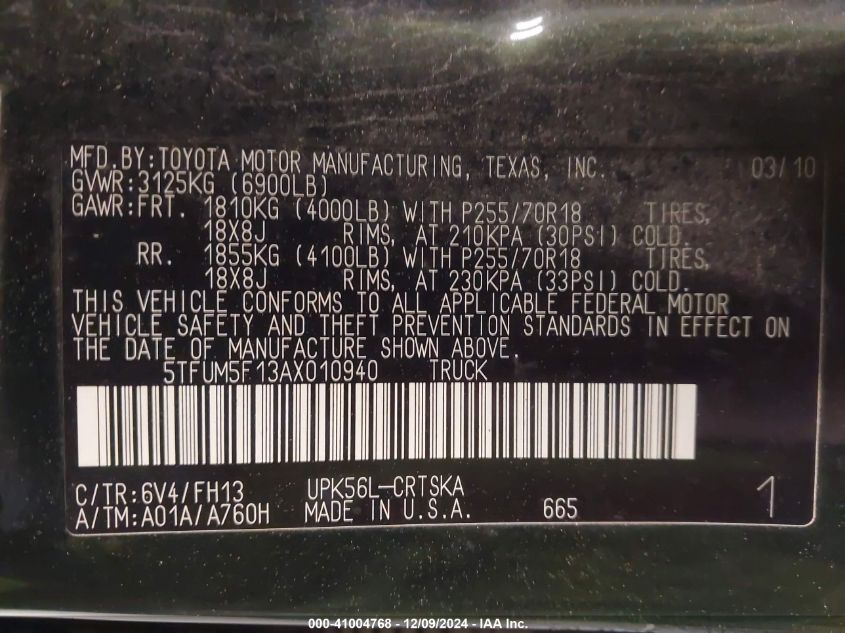 MFD.BY:TOYOTA MOTOR MANUFACTURING, TEXAS, INC. 03/10
GVWR:3125KG (6900LB)
GAWR:FRT. 1810KG (4000LB) WITH P255/70R18 TIRES,
18X8J RIMS, AT 210KPA (30PSI) COLD.
RR. 1855KG (4100LB) WITH P255/70R18 TIRES,
18X8J RIMS, AT 230KPA (33PSI) COLD.
THIS VEHICLE CONFORMS TO ALL APPLICABLE FEDERAL MOTOR
VEHICLE SAFETY AND THEFT PREVENTION STANDARDS IN EFFECT ON
THE DATE OF MANUFACTURE SHOWN ABOVE.
5TFUM5F13AX010940 TRUCK
C/TR:6V4/FH13 UPK56L-CRTSKA
A/TM:A01A/A760H MADE IN U.S.A. 665 1
000-41004768 - 12/09/2024 - IAA Inc.